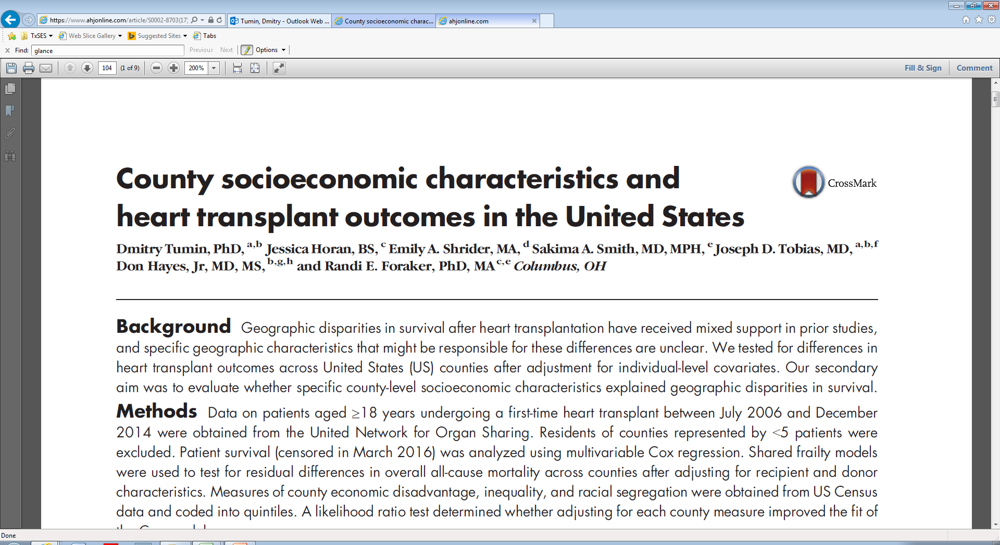 https://www.ahjonline.com/article/S0002-8703(17)
Tumin, Dmitry - Outlook Web ...
County socioeconomic charac...
ahjonline.com
TxSES
Web Slice Gallery
Suggested Sites
Tabs
Find: glance
Previous
Next
Options
104
(1 of 9)
200%
Fill & Sign
Comment
County socioeconomic characteristics and
heart transplant outcomes in the United States
CrossMark
Dmitry Tumin, PhD, a,b Jessica Horan, BS, c Emily A. Shrider, MA, d Sakima A. Smith, MD, MPH, e Joseph D. Tobias, MD, a,b,f
Don Hayes, Jr, MD, MS, b,g,h and Randi E. Foraker, PhD, MA c,e Columbus, OH
Background Geographic disparities in survival after heart transplantation have received mixed support in prior studies,
and specific geographic characteristics that might be responsible for these differences are unclear. We tested for differences in
heart transplant outcomes across United States (US) counties after adjustment for individual-level covariates. Our secondary
aim was to evaluate whether specific county-level socioeconomic characteristics explained geographic disparities in survival.
Methods Data on patients aged ≥18 years undergoing a first-time heart transplant between July 2006 and December
2014 were obtained from the United Network for Organ Sharing. Residents of counties represented by <5 patients were
excluded. Patient survival (censored in March 2016) was analyzed using multivariable Cox regression. Shared frailty models
were used to test for residual differences in overall all-cause mortality across counties after adjusting for recipient and donor
characteristics. Measures of county economic disadvantage, inequality, and racial segregation were obtained from US Census
data and coded into quintiles. A likelihood ratio test determined whether adjusting for each county measure improved the fit of
Done